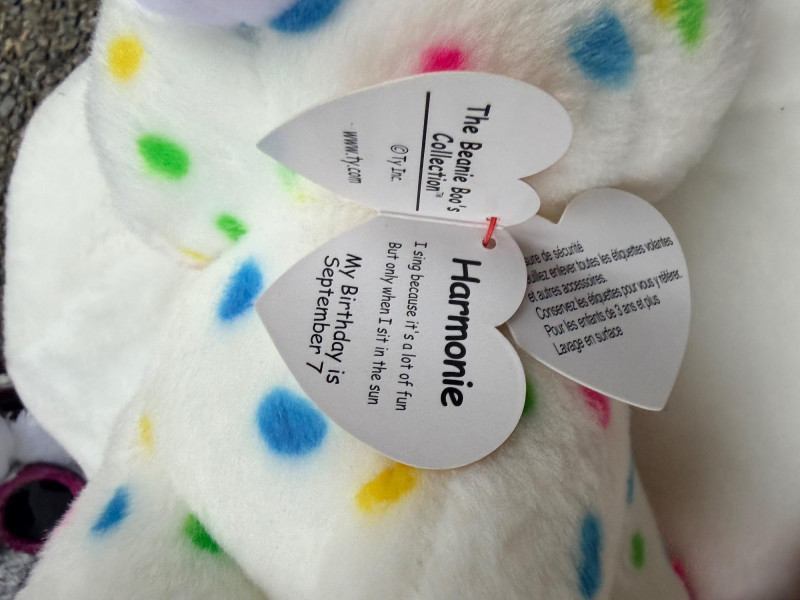 The Beanie Boo's
Collection™
© Ty Inc.
www.ty.com
Harmonie
I sing because it's a lot of fun
But only when I sit in the sun
My Birthday is
September 7
de sécurité
enlever toutes les étiquettes volantes
et autres accessoires.
Conservez les étiquettes pour vous y référer.
Pour les enfants de 3 ans et plus
Lavage en surface